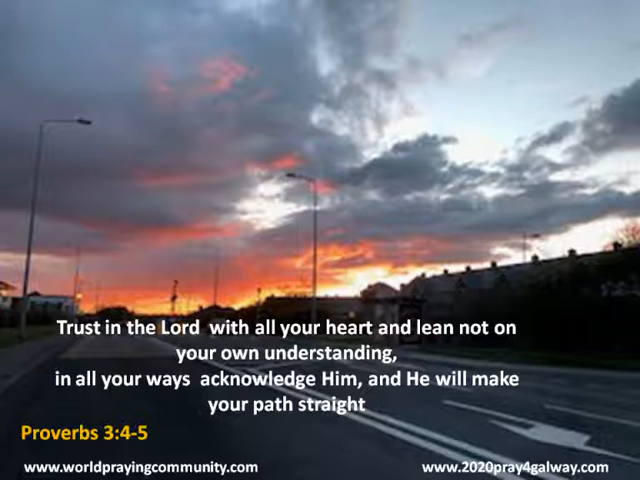 Trust in the Lord with all your heart and lean not on
your own understanding,
in all your ways acknowledge Him, and He will make
your path straight
Proverbs 3:4-5
www.worldprayingcommunity.com
www.2020pray4galway.com